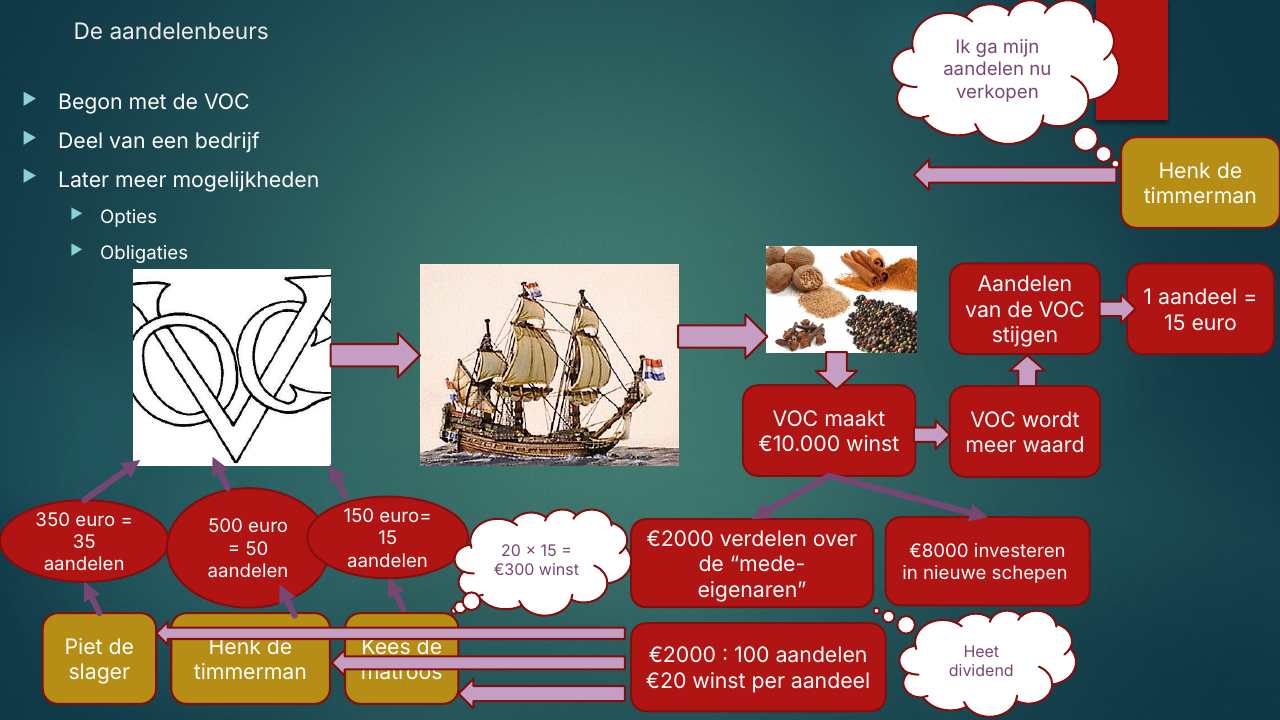 De aandelenbeurs
Begon met de VOC
Deel van een bedrijf
Later meer mogelijkheden
Opties
Obligaties
Ik ga mijn
aandelen nu
verkopen
Henk de
timmerman
VOC
Aandelen
van de VOC
stijgen
1 aandeel =
15 euro
VOC maakt
€10.000 winst
VOC wordt
meer waard
350 euro =
35
aandelen
500 euro
= 50
aandelen
150 euro=
15
aandelen
20 × 15 =
€300 winst
€2000 verdelen over
de “mede-
eigenaren”
€8000 investeren
in nieuwe schepen
Piet de
slager
Henk de
timmerman
Kees de
matroos
€2000 : 100 aandelen
€20 winst per aandeel
Heet
dividend